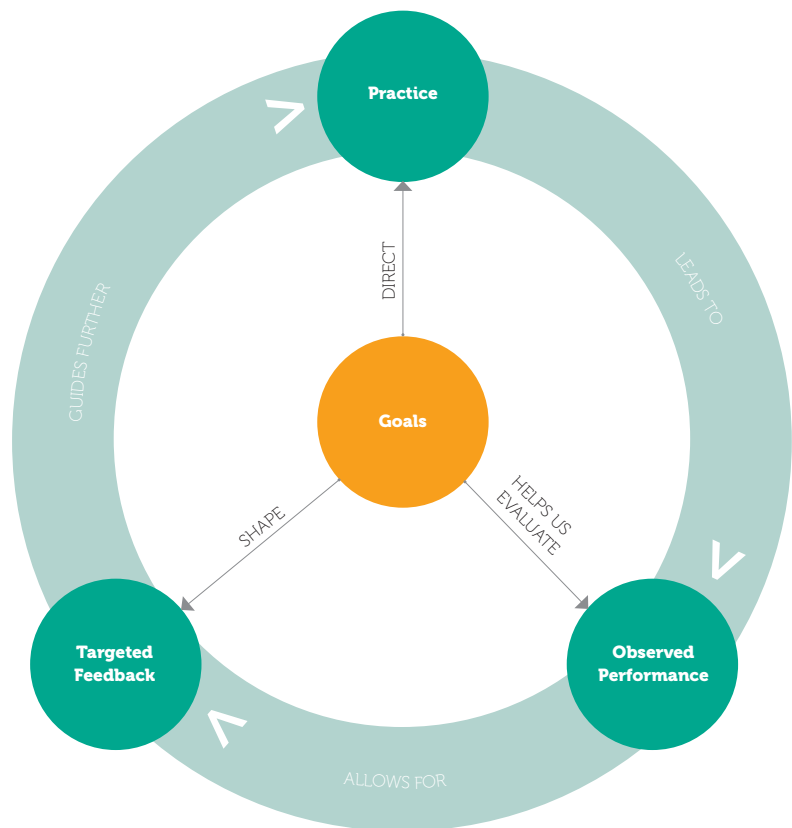 Practice
DIRECT
LEADS TO
GUIDES FURTHER
Goals
SHAPE
HELPS US
EVALUATE
Targeted
Feedback
Observed
Performance
ALLOWS FOR